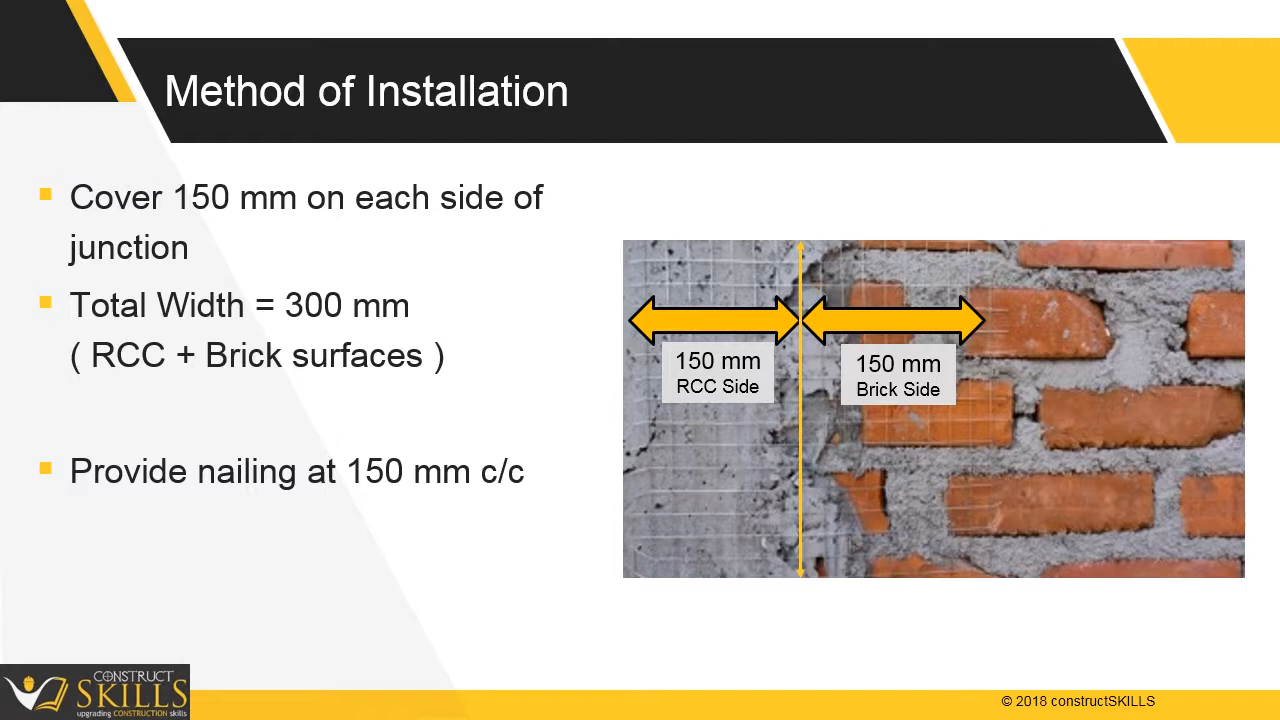 Method of Installation
Cover 150 mm on each side of
junction
Total Width = 300 mm
( RCC + Brick surfaces )
Provide nailing at 150 mm c/c
150 mm
RCC Side
150 mm
Brick Side
CONSTRUCT
SKILLS
upgrading CONSTRUCTION skills
© 2018 constructSKILLS